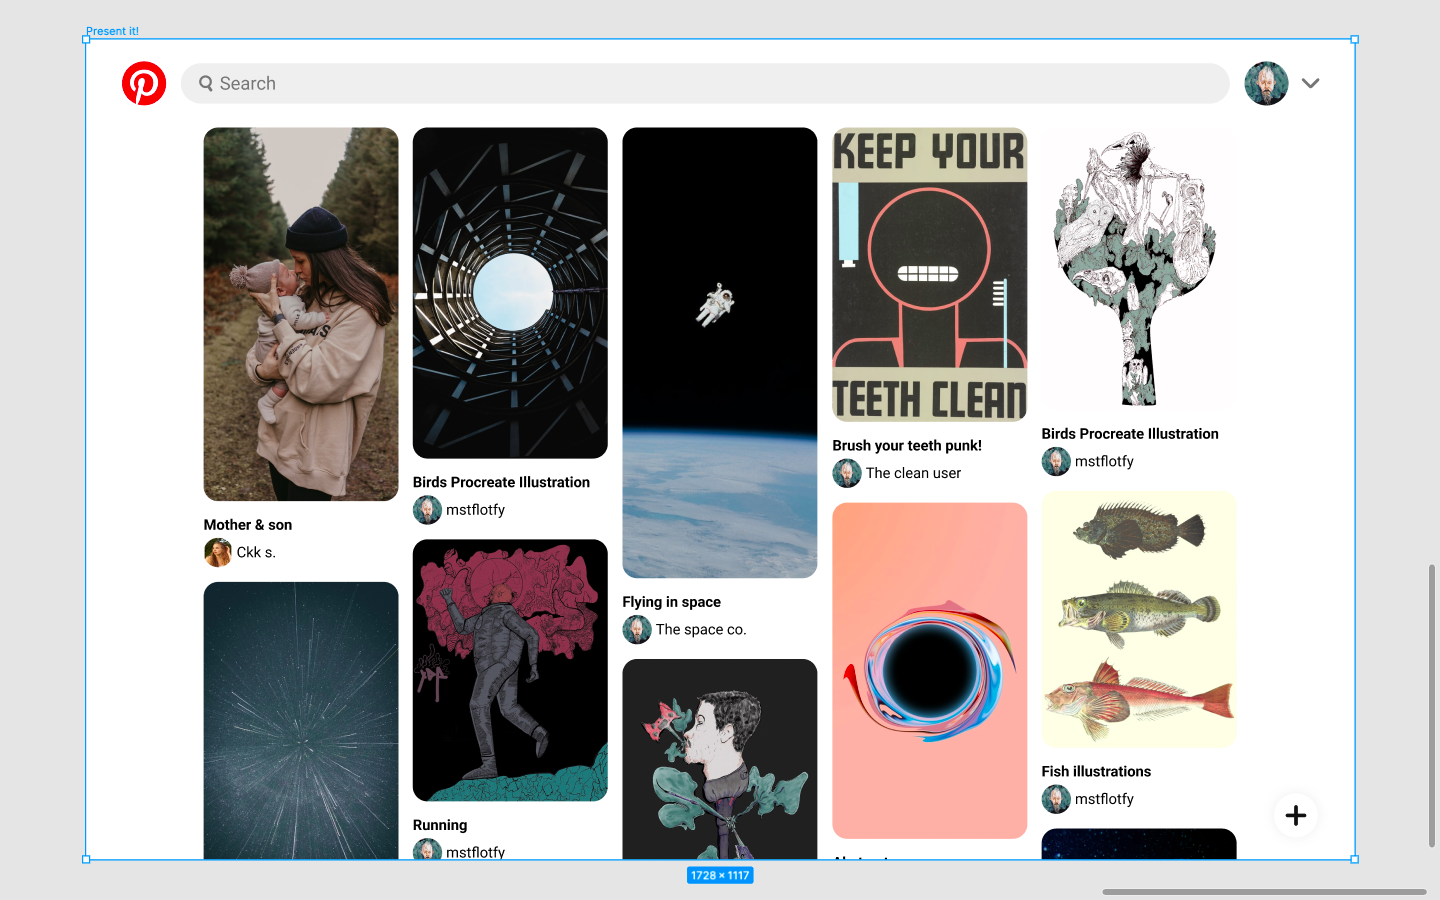 Present it!
Search
Mother & son
Ckk s.
Birds Procreate Illustration
mstflotfy
Running
mstflotfy
Flying in space
The space co.
KEEP YOUR
TEETH CLEAN
Brush your teeth punk!
The clean user
Birds Procreate Illustration
mstflotfy
Fish illustrations
mstflotfy
1728 × 1117